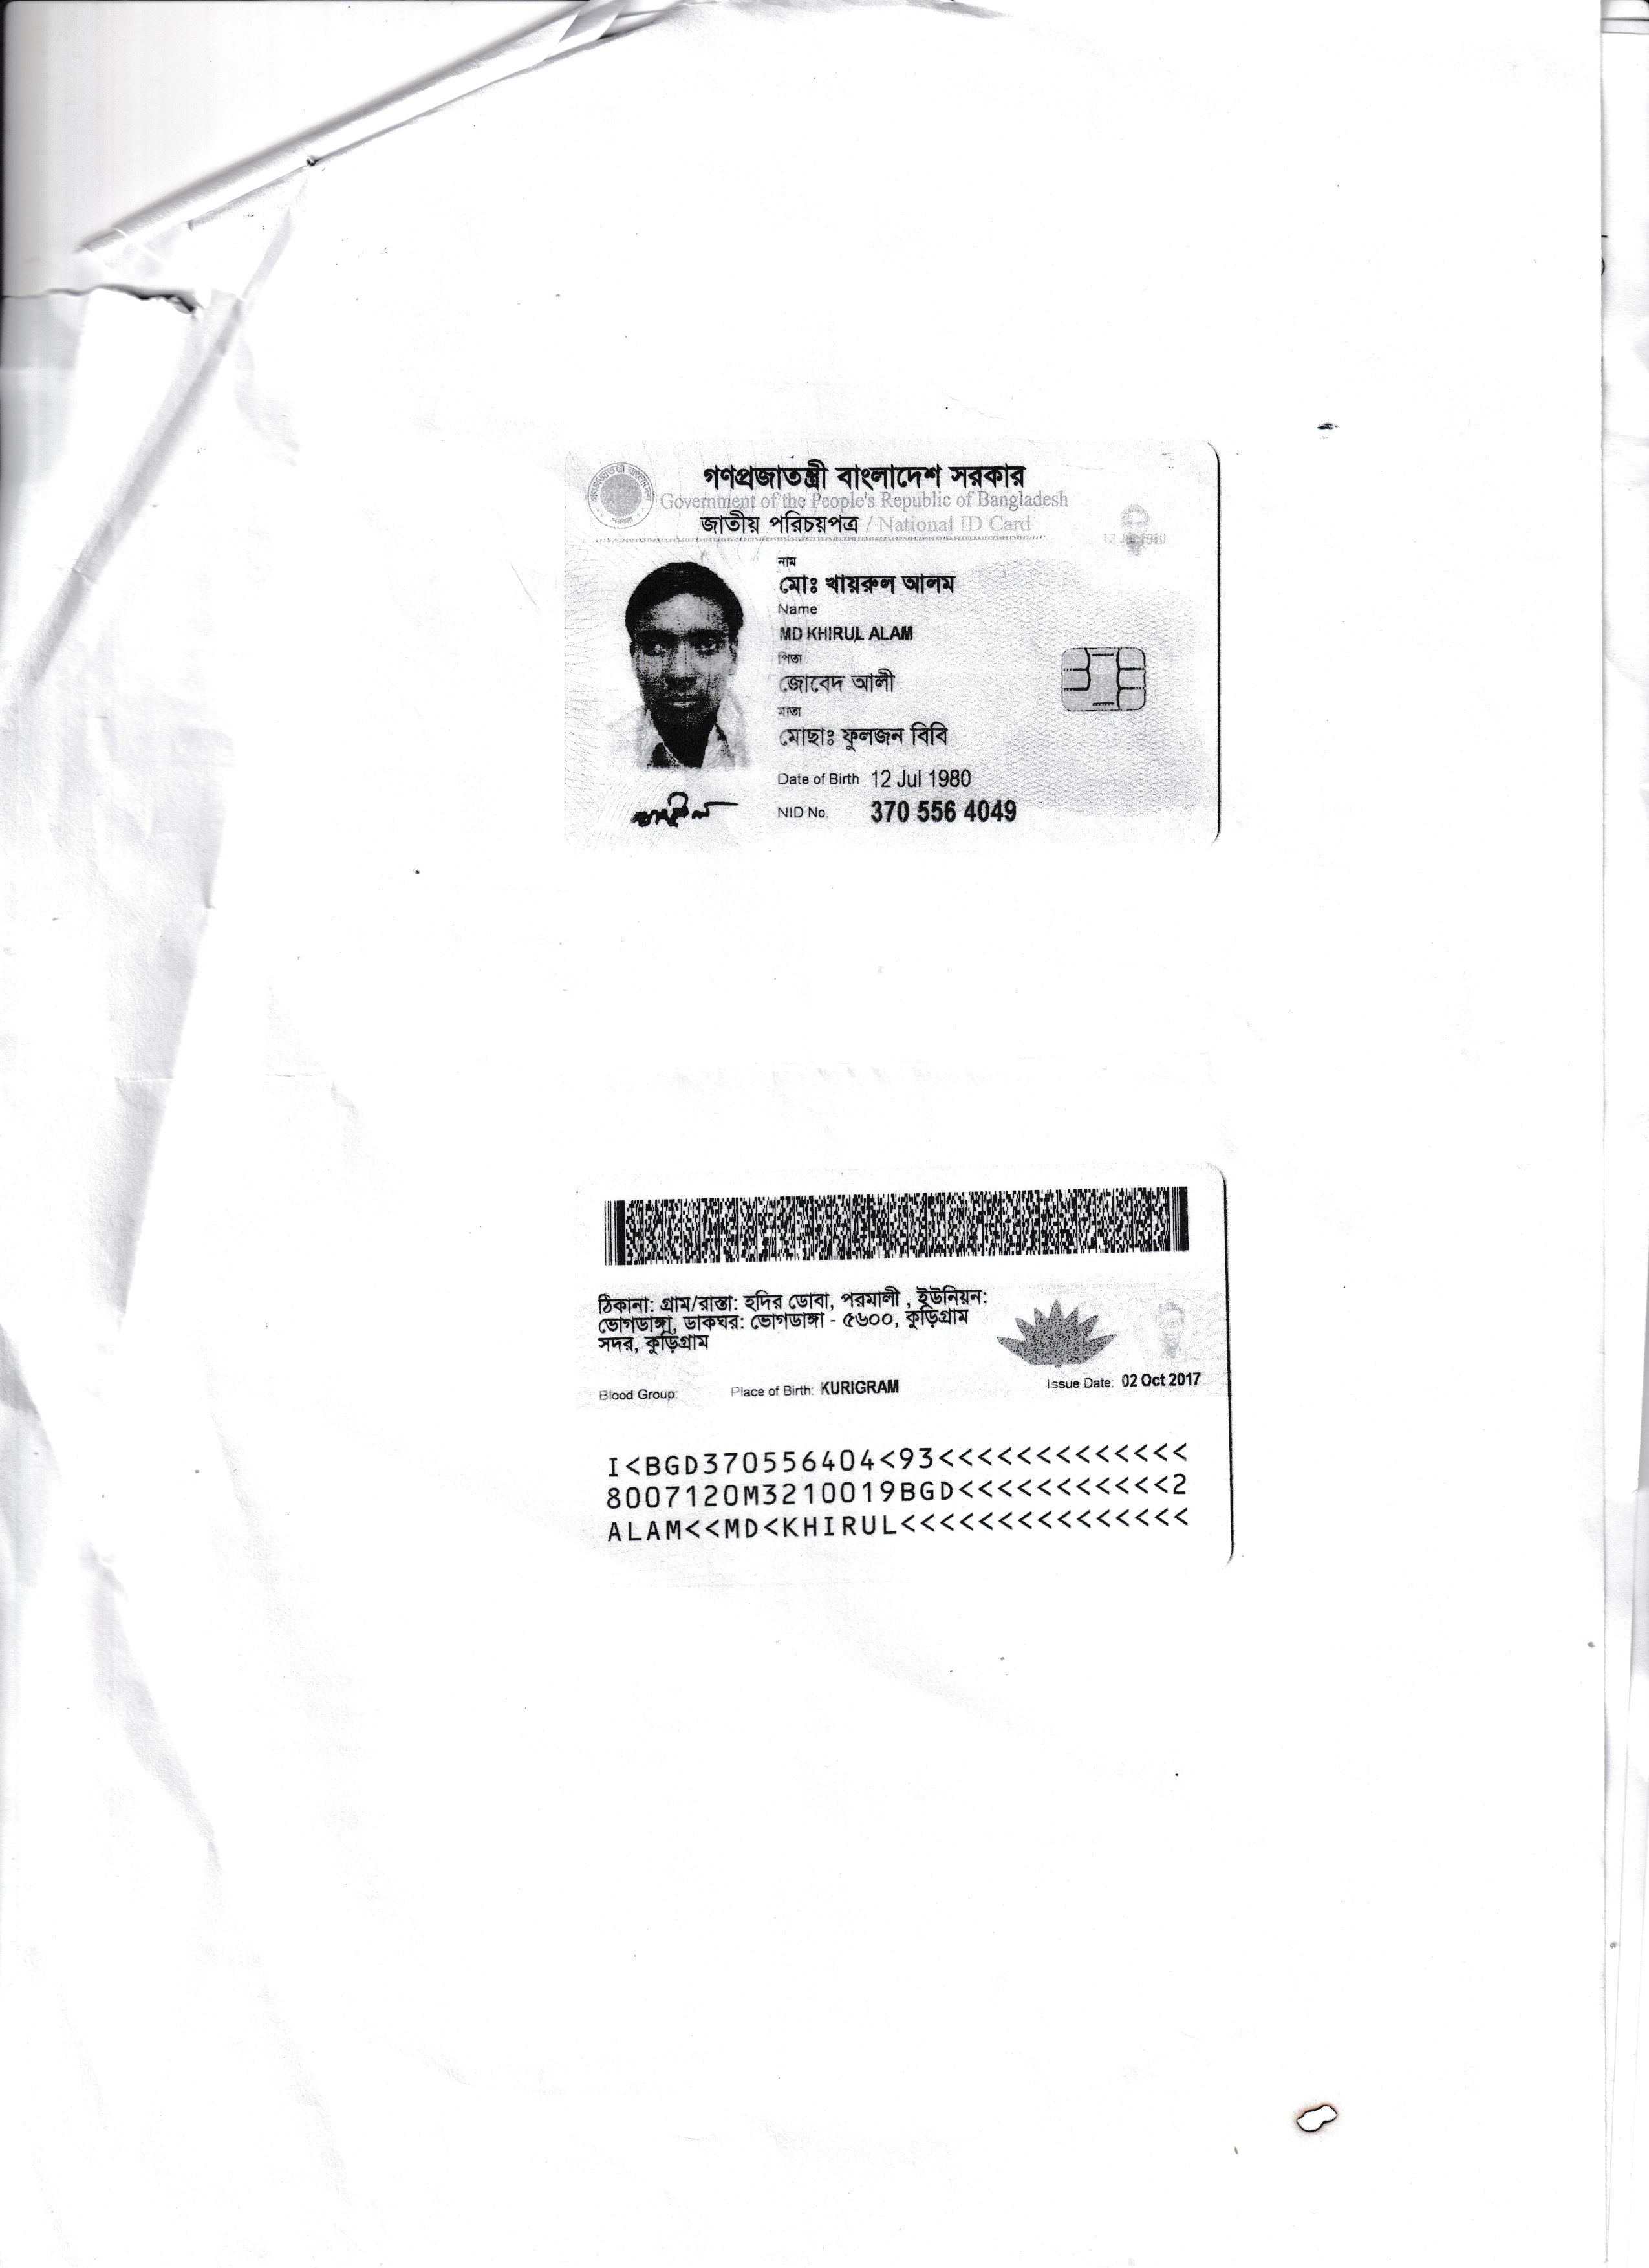 গণপ্রজাতন্ত্রী বাংলাদেশ সরকার
Government of the People's Republic of Bangladesh
জাতীয় পরিচয়পত্র / National ID Card
নাম
মোঃ খায়রুল আলম
Name
MD KHIRUL ALAM
পিতা
জোবেদ আলী
মাতা
মোছাঃ ফুলজন বিবি
Date of Birth 12 Jul 1980
NID No. 370 556 4049
ঠিকানা: গ্রাম/রাস্তা: হদির ডোবা, পরমালী , ইউনিয়ন:
ভোগডাঙ্গা, ডাকঘর: ভোগডাঙ্গা - ৫৬০০, কুড়িগ্রাম
সদর, কুড়িগ্রাম
Blood Group: Place of Birth: KURIGRAM Issue Date: 02 Oct 2017
I<BGD370556404<93<<<<<<<<<<<<<
8007120M3210019BGD<<<<<<<<<<<2
ALAM<<MD<KHIRUL<<<<<<<<<<<<<<<